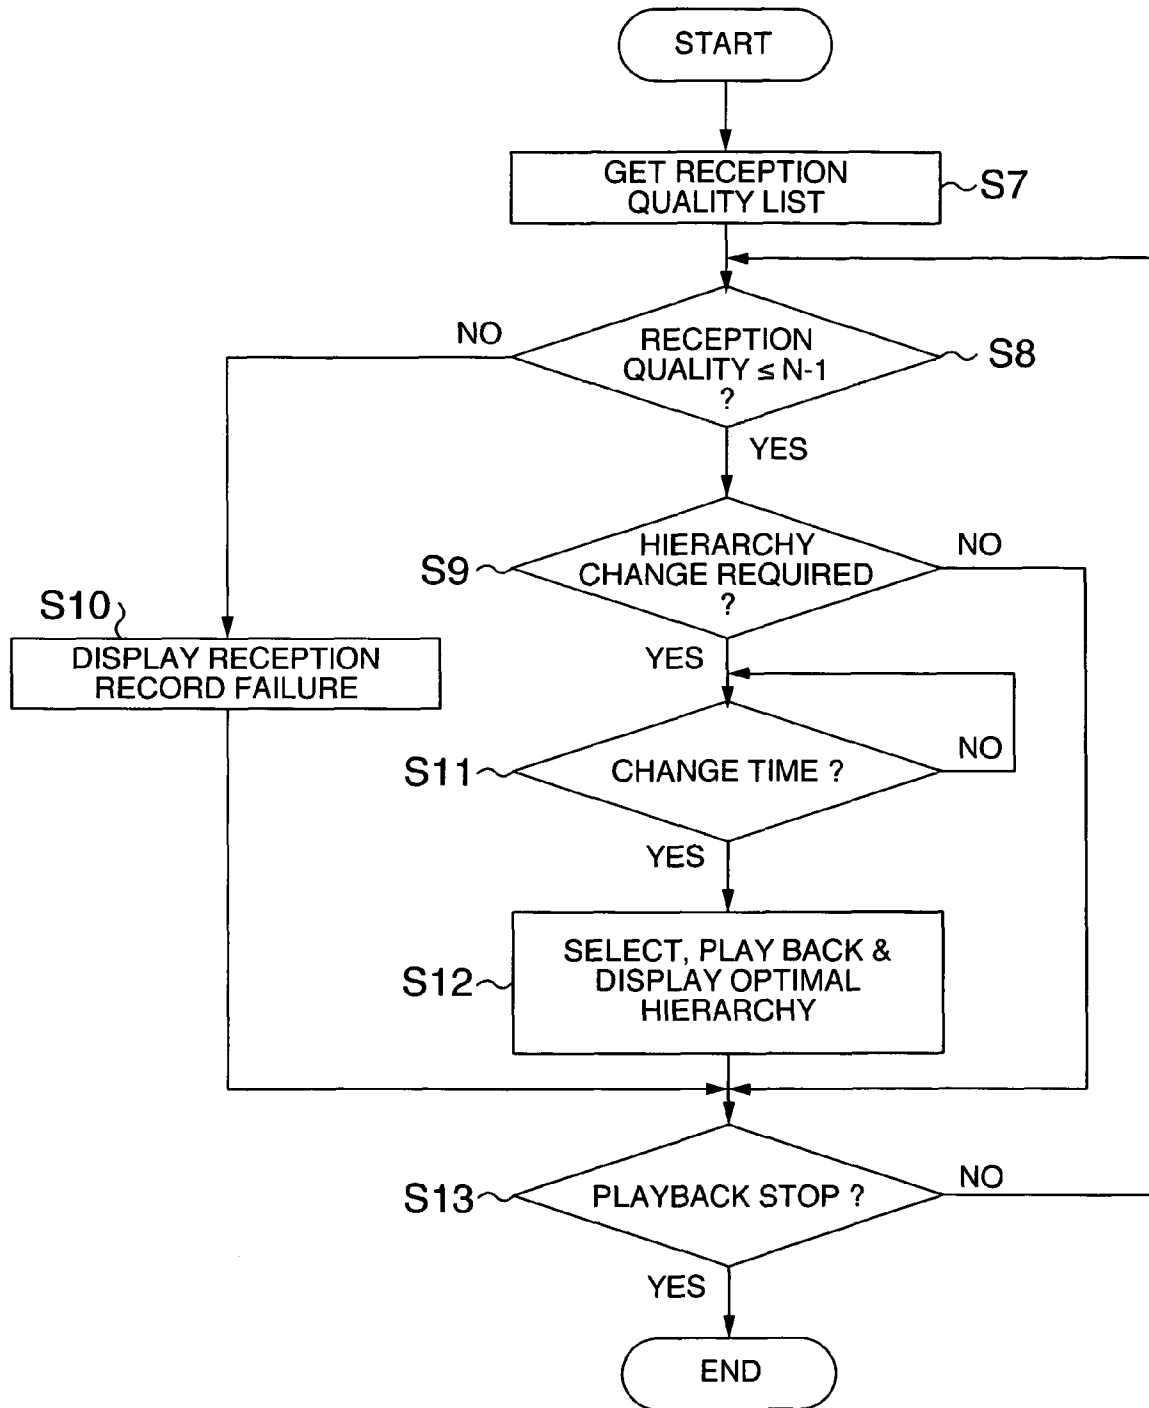 START
GET RECEPTION
QUALITY LIST
S7
NO
RECEPTION
QUALITY ≤ N-1
?
S8
YES
S9
HIERARCHY
CHANGE REQUIRED
?
NO
S10
DISPLAY RECEPTION
RECORD FAILURE
YES
S11
CHANGE TIME ?
NO
YES
S12
SELECT, PLAY BACK &
DISPLAY OPTIMAL
HIERARCHY
S13
PLAYBACK STOP ?
NO
YES
END